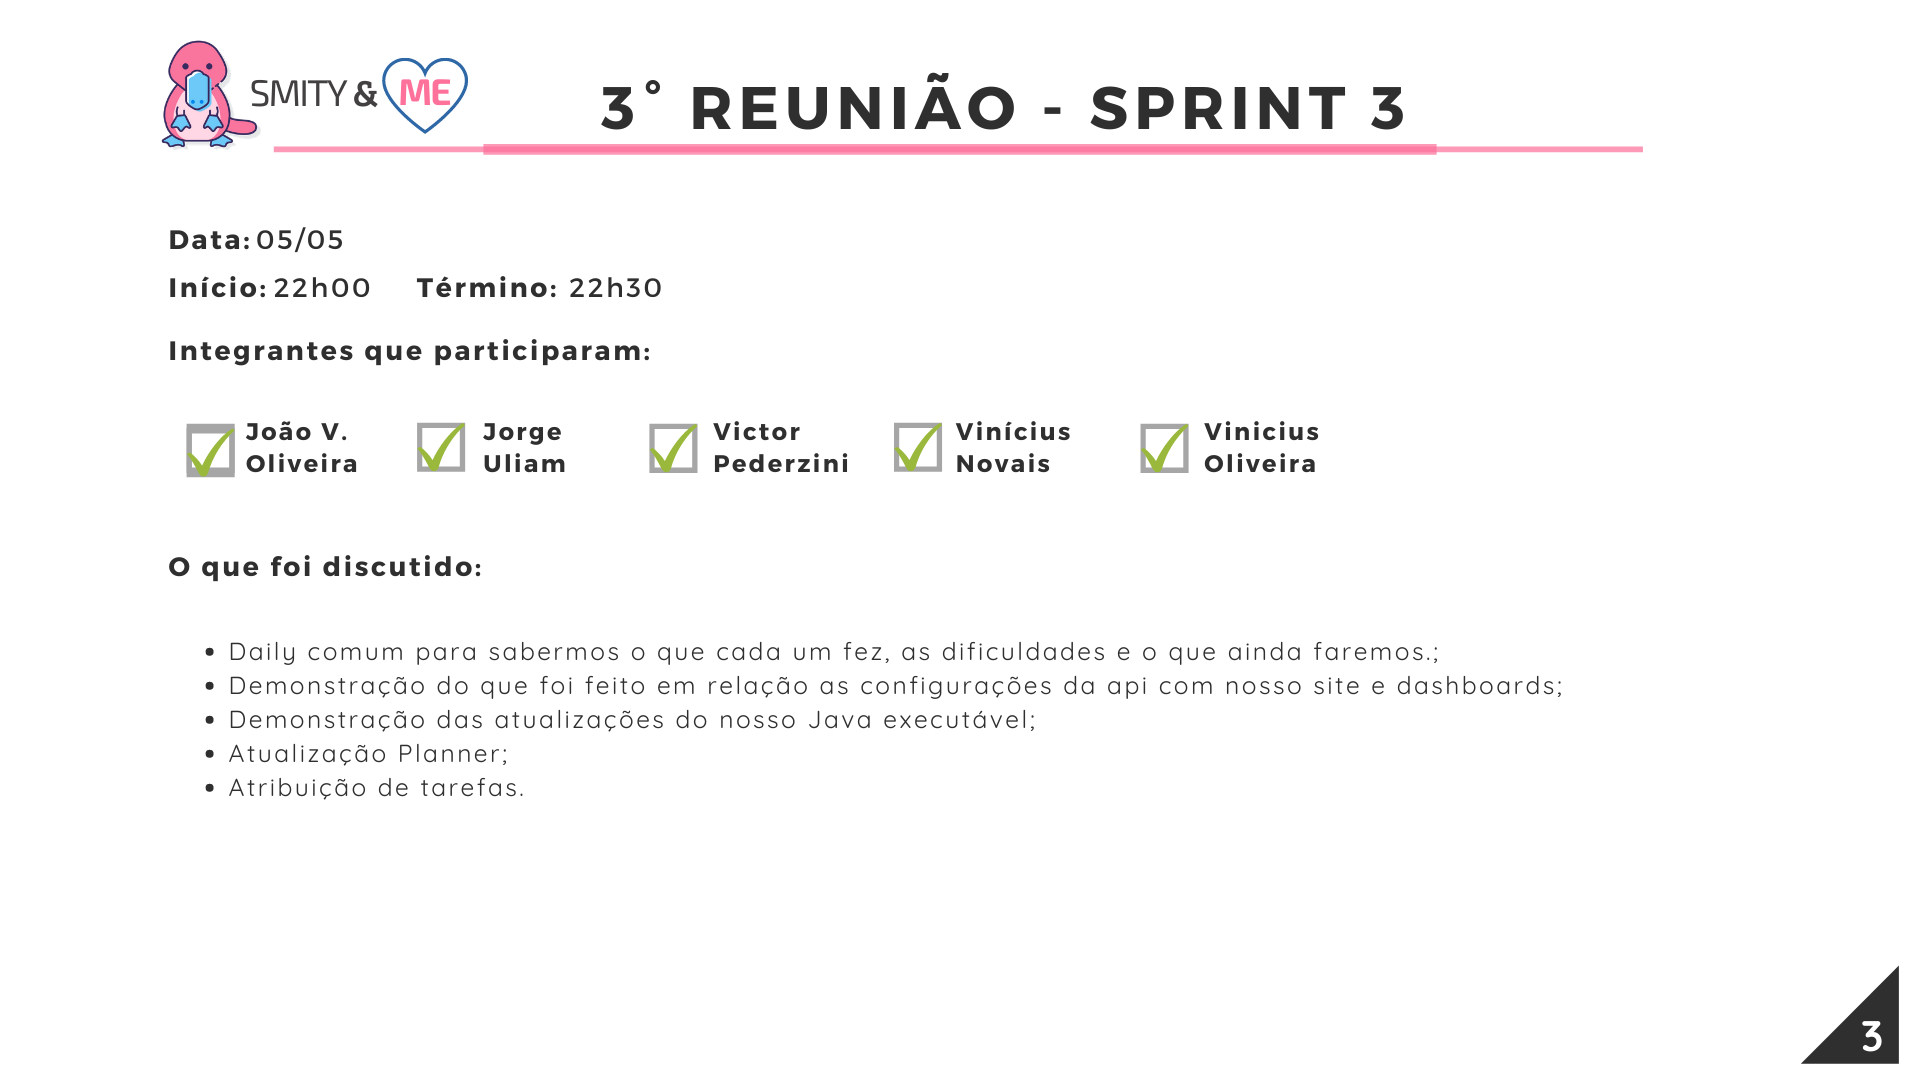 SMITY & ME
3° REUNIÃO - SPRINT 3
Data: 05/05
Início: 22h00 Término: 22h30
Integrantes que participaram:
João V. Oliveira
Jorge Uliam
Victor Pederzini
Vinícius Novais
Vinicius Oliveira
O que foi discutido:
• Daily comum para sabermos o que cada um fez, as dificuldades e o que ainda faremos.;
• Demonstração do que foi feito em relação as configurações da api com nosso site e dashboards;
• Demonstração das atualizações do nosso Java executável;
• Atualização Planner;
• Atribuição de tarefas.
3